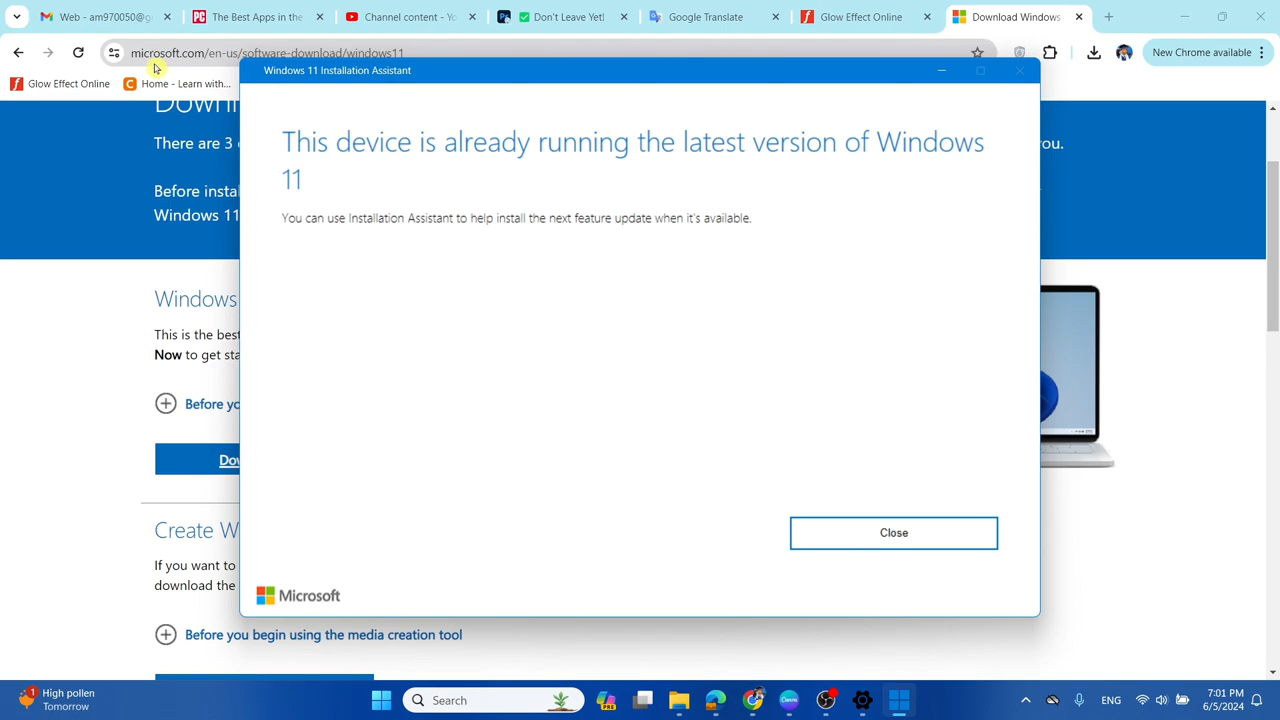 Web - am970050@g
PC The Best Apps in the
Channel content - Yo
Don't Leave Yet!
Google Translate
Glow Effect Online
Download Windows
microsoft.com/en-us/software-download/windows11
New Chrome available
Glow Effect Online
Home - Learn with...
Windows 11 Installation Assistant
This device is already running the latest version of Windows
11
You can use Installation Assistant to help install the next feature update when it's available.
Close
Microsoft
There are 3
you.
Before instal
Windows 11
Windows
This is the best
Now to get sta
Before yo
Dow
Create W
If you want to
download the
Before you begin using the media creation tool
1
High pollen
Tomorrow
Search
PRE
ENG
7:01 PM
6/5/2024